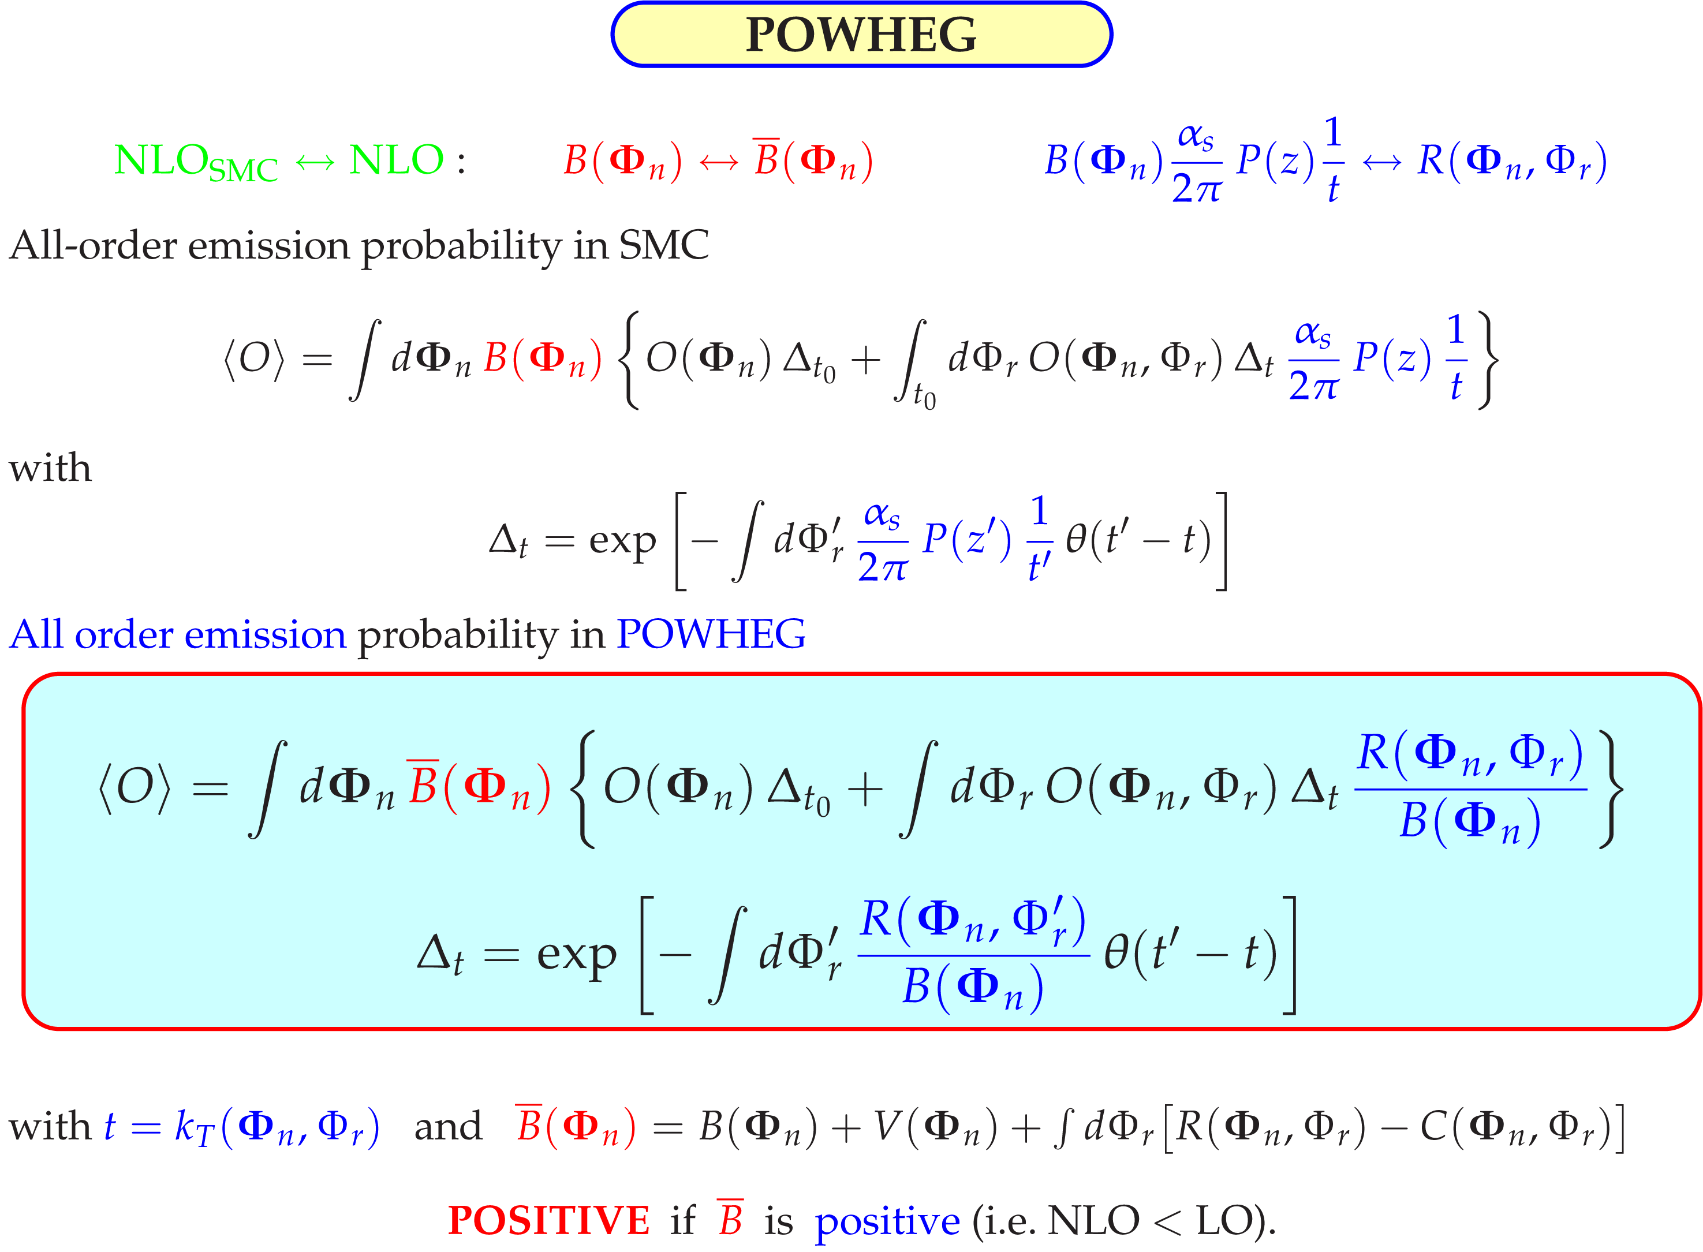 POWHEG
NLO_SMC ↔ NLO : B(Φ_n) ↔ B̅(Φ_n) B(Φ_n) α_s/2π P(z) 1/t ↔ R(Φ_n, Φ_r)
All-order emission probability in SMC
⟨O⟩ = ∫ dΦ_n B(Φ_n) { O(Φ_n) Δ_{t_0} + ∫_{t_0} dΦ_r O(Φ_n, Φ_r) Δ_t α_s/2π P(z) 1/t }
with
Δ_t = exp [ − ∫ dΦ′_r α_s/2π P(z′) 1/t′ θ(t′ − t) ]
All order emission probability in POWHEG
⟨O⟩ = ∫ dΦ_n B̅(Φ_n) { O(Φ_n) Δ_{t_0} + ∫ dΦ_r O(Φ_n, Φ_r) Δ_t R(Φ_n, Φ_r)/B(Φ_n) }
Δ_t = exp [ − ∫ dΦ′_r R(Φ_n, Φ′_r)/B(Φ_n) θ(t′ − t) ]
with t = k_T(Φ_n, Φ_r) and B̅(Φ_n) = B(Φ_n) + V(Φ_n) + ∫ dΦ_r [R(Φ_n, Φ_r) − C(Φ_n, Φ_r)]
POSITIVE if B̅ is positive (i.e. NLO < LO).